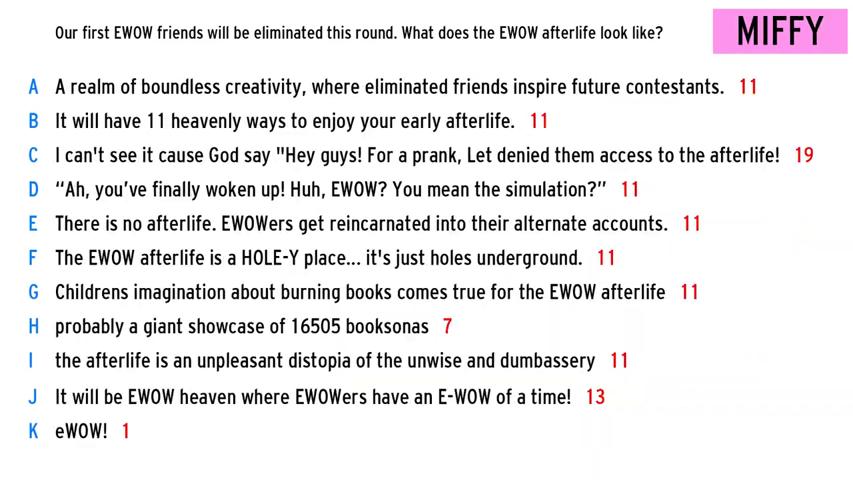 Our first EWOW friends will be eliminated this round. What does the EWOW afterlife look like?
MIFFY
A A realm of boundless creativity, where eliminated friends inspire future contestants. 11
B It will have 11 heavenly ways to enjoy your early afterlife. 11
C I can't see it cause God say "Hey guys! For a prank, Let denied them access to the afterlife! 19
D “Ah, you’ve finally woken up! Huh, EWOW? You mean the simulation?” 11
E There is no afterlife. EWOWers get reincarnated into their alternate accounts. 11
F The EWOW afterlife is a HOLE-Y place... it's just holes underground. 11
G Childrens imagination about burning books comes true for the EWOW afterlife 11
H probably a giant showcase of 16505 booksonas 7
I the afterlife is an unpleasant distopia of the unwise and dumbassery 11
J It will be EWOW heaven where EWOWers have an E-WOW of a time! 13
K eWOW! 1